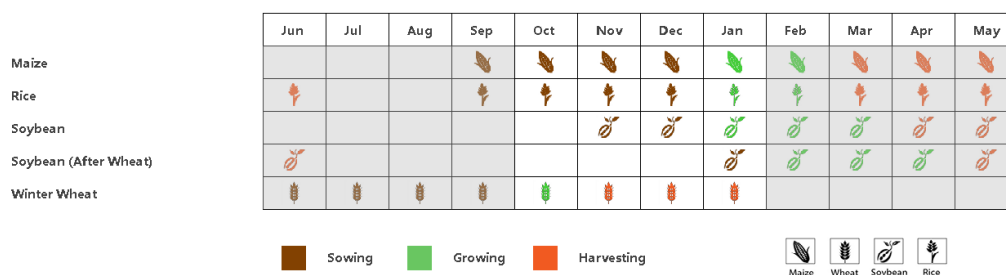 Jun Jul Aug Sep Oct Nov Dec Jan Feb Mar Apr May
Maize
Rice
Soybean
Soybean (After Wheat)
Winter Wheat
Sowing Growing Harvesting
Maize Wheat Soybean Rice